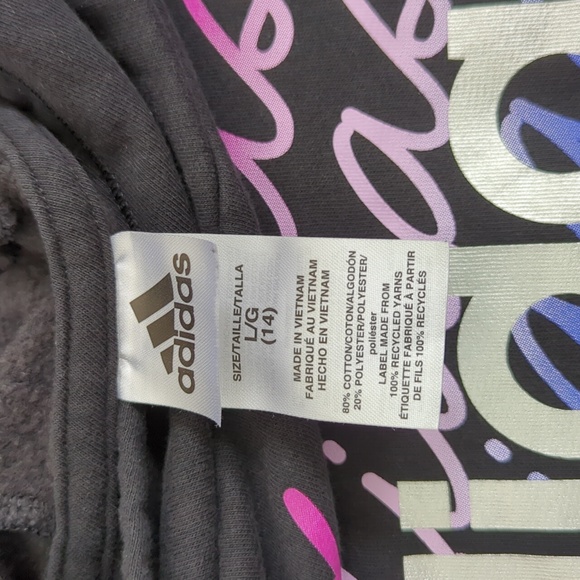 adidas
SIZE/TAILLE/TALLA
L/G
(14)
MADE IN VIETNAM
FABRIQUÉ AU VIETNAM
HECHO EN VIETNAM
80% COTTON/COTON/ALGODÓN
20% POLYESTER/POLYESTER/
poliéster
LABEL MADE FROM
100% RECYCLED YARNS
ÉTIQUETTE FABRIQUÉ À PARTIR
DE FILS 100% RECYCLÉS